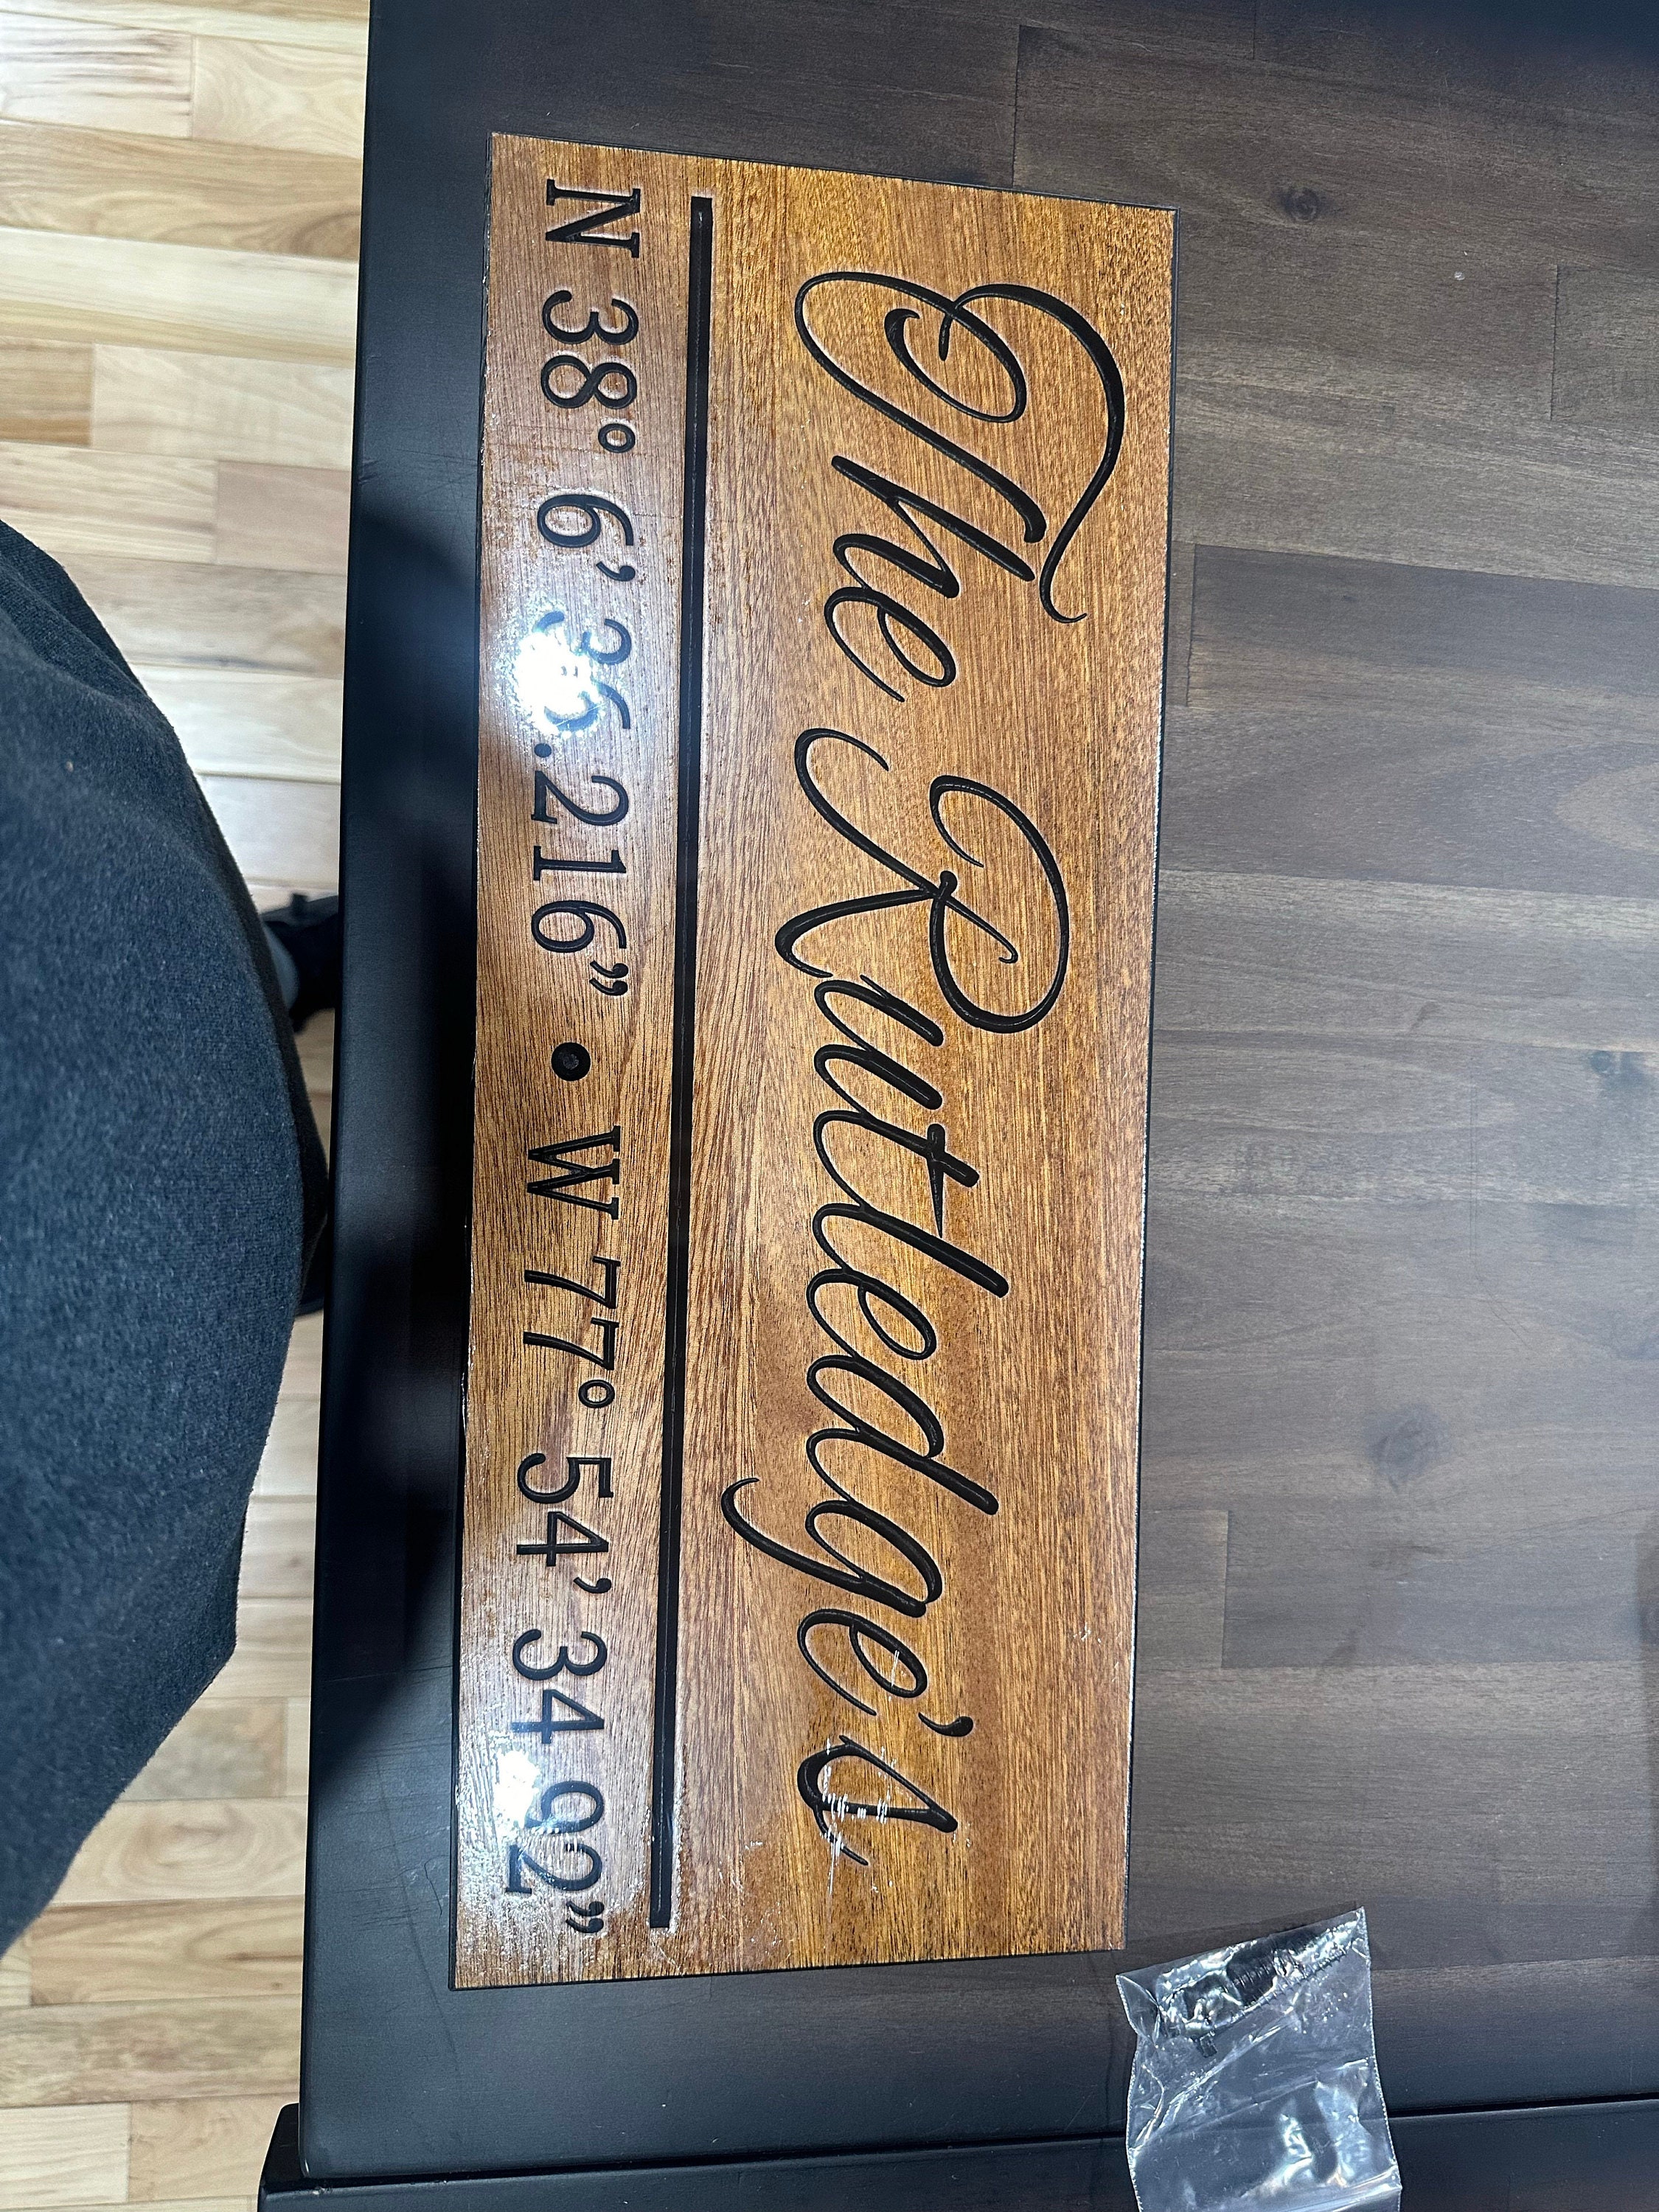 The Rutledge's
N 38° 6’ 36.216” • W 77° 54’ 34.92”